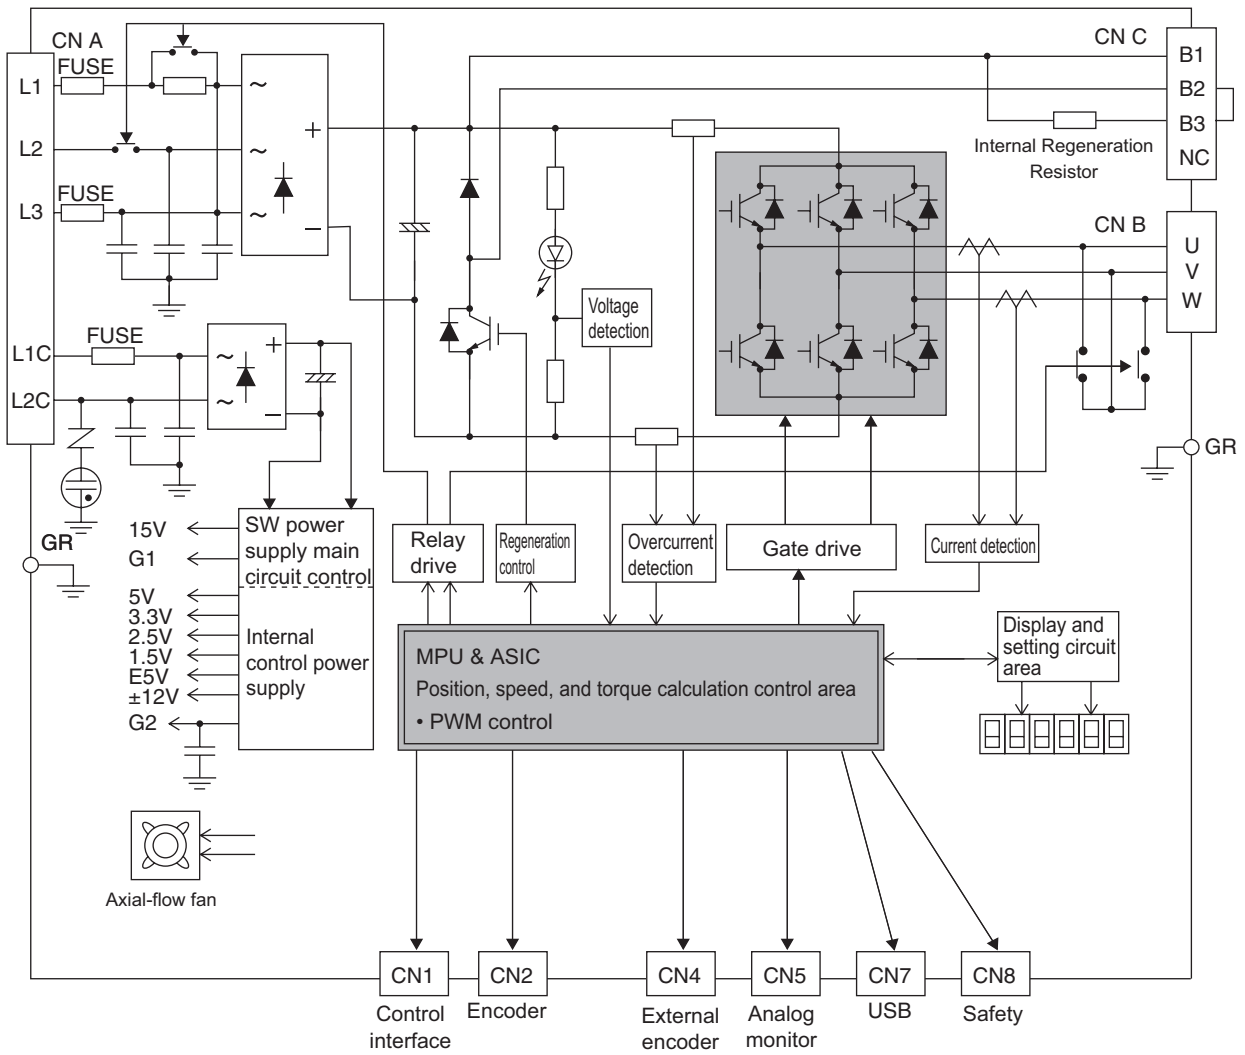 CN A
FUSE
L1
L2
FUSE
L3
FUSE
L1C
L2C
+
−
+
−
CN C
B1
B2
B3
NC
Internal Regeneration
Resistor
CN B
U
V
W
GR
Voltage
detection
GR
15V
G1
5V
3.3V
2.5V
1.5V
E5V
±12V
G2
SW power
supply main
circuit control
Internal
control power
supply
Relay
drive
Regeneration
control
Overcurrent
detection
Gate drive
Current detection
MPU & ASIC
Position, speed, and torque calculation control area
• PWM control
Display and
setting circuit
area
Axial-flow fan
CN1
CN2
CN4
CN5
CN7
CN8
Control
interface
Encoder
External
encoder
Analog
monitor
USB
Safety